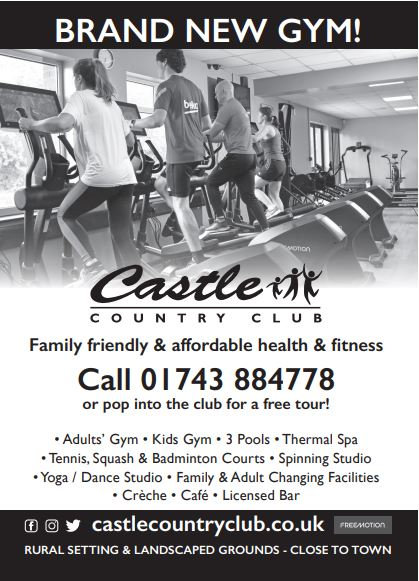 BRAND NEW GYM!
beko
FREEMOTION
Castle
COUNTRY CLUB
Family friendly & affordable health & fitness
Call 01743 884778
or pop into the club for a free tour!
• Adults' Gym • Kids Gym • 3 Pools • Thermal Spa
• Tennis, Squash & Badminton Courts • Spinning Studio
• Yoga / Dance Studio • Family & Adult Changing Facilities
• Crèche • Café • Licensed Bar
castlecountryclub.co.uk FREEMOTION
RURAL SETTING & LANDSCAPED GROUNDS - CLOSE TO TOWN